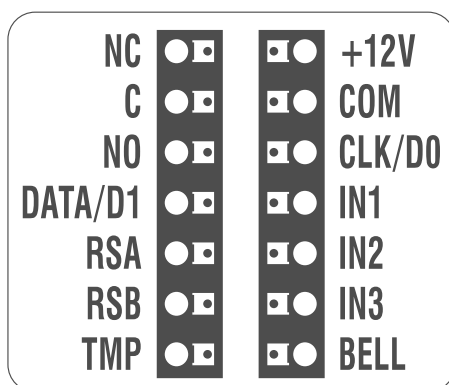 NC +12V
C COM
NO CLK/D0
DATA/D1 IN1
RSA IN2
RSB IN3
TMP BELL